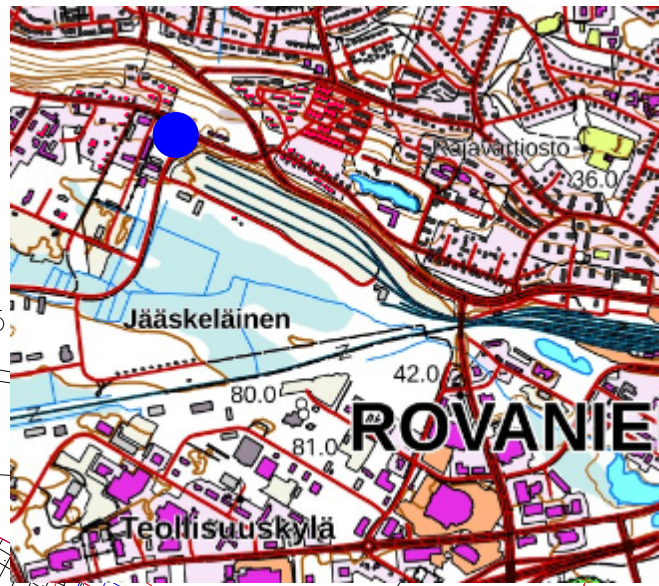 Rajavartiosto
36.0
Jääskeläinen
42.0
80.0
ROVANIE
81.0
Teollisuuskylä